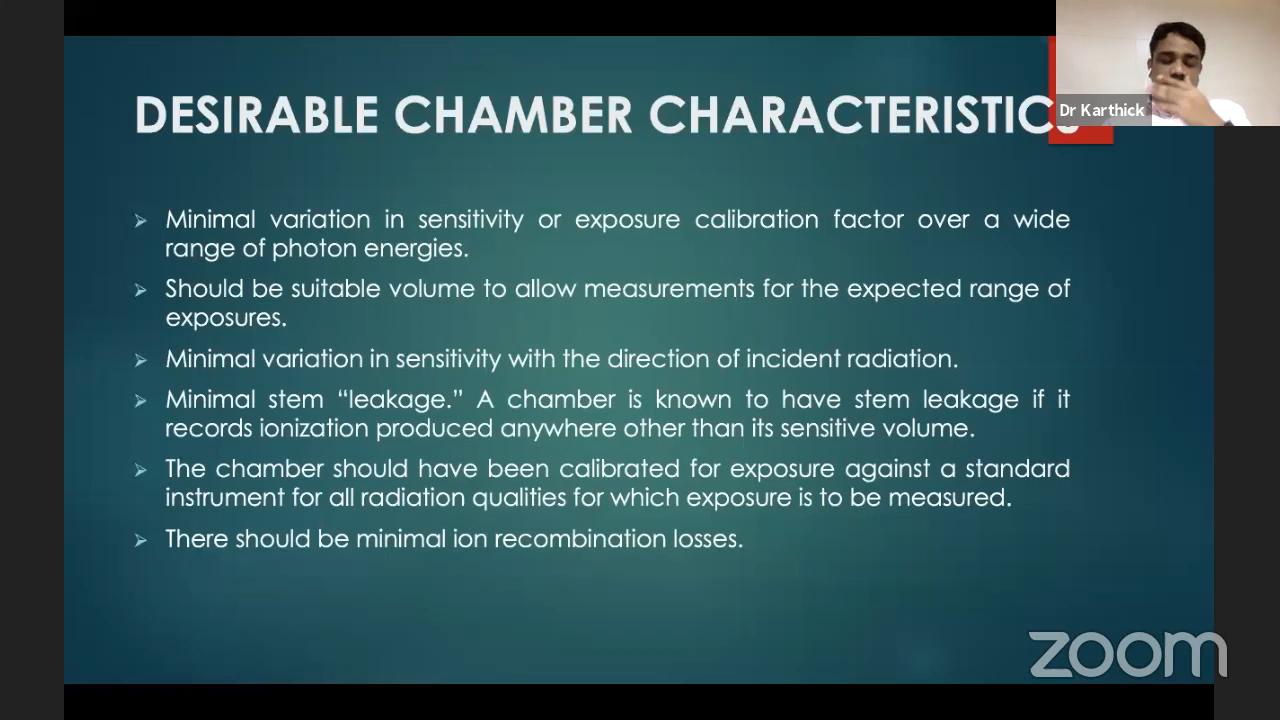 DESIRABLE CHAMBER CHARACTERISTICS
Dr Karthick
Minimal variation in sensitivity or exposure calibration factor over a wide
range of photon energies.
Should be suitable volume to allow measurements for the expected range of
exposures.
Minimal variation in sensitivity with the direction of incident radiation.
Minimal stem “leakage.” A chamber is known to have stem leakage if it
records ionization produced anywhere other than its sensitive volume.
The chamber should have been calibrated for exposure against a standard
instrument for all radiation qualities for which exposure is to be measured.
There should be minimal ion recombination losses.
zoom